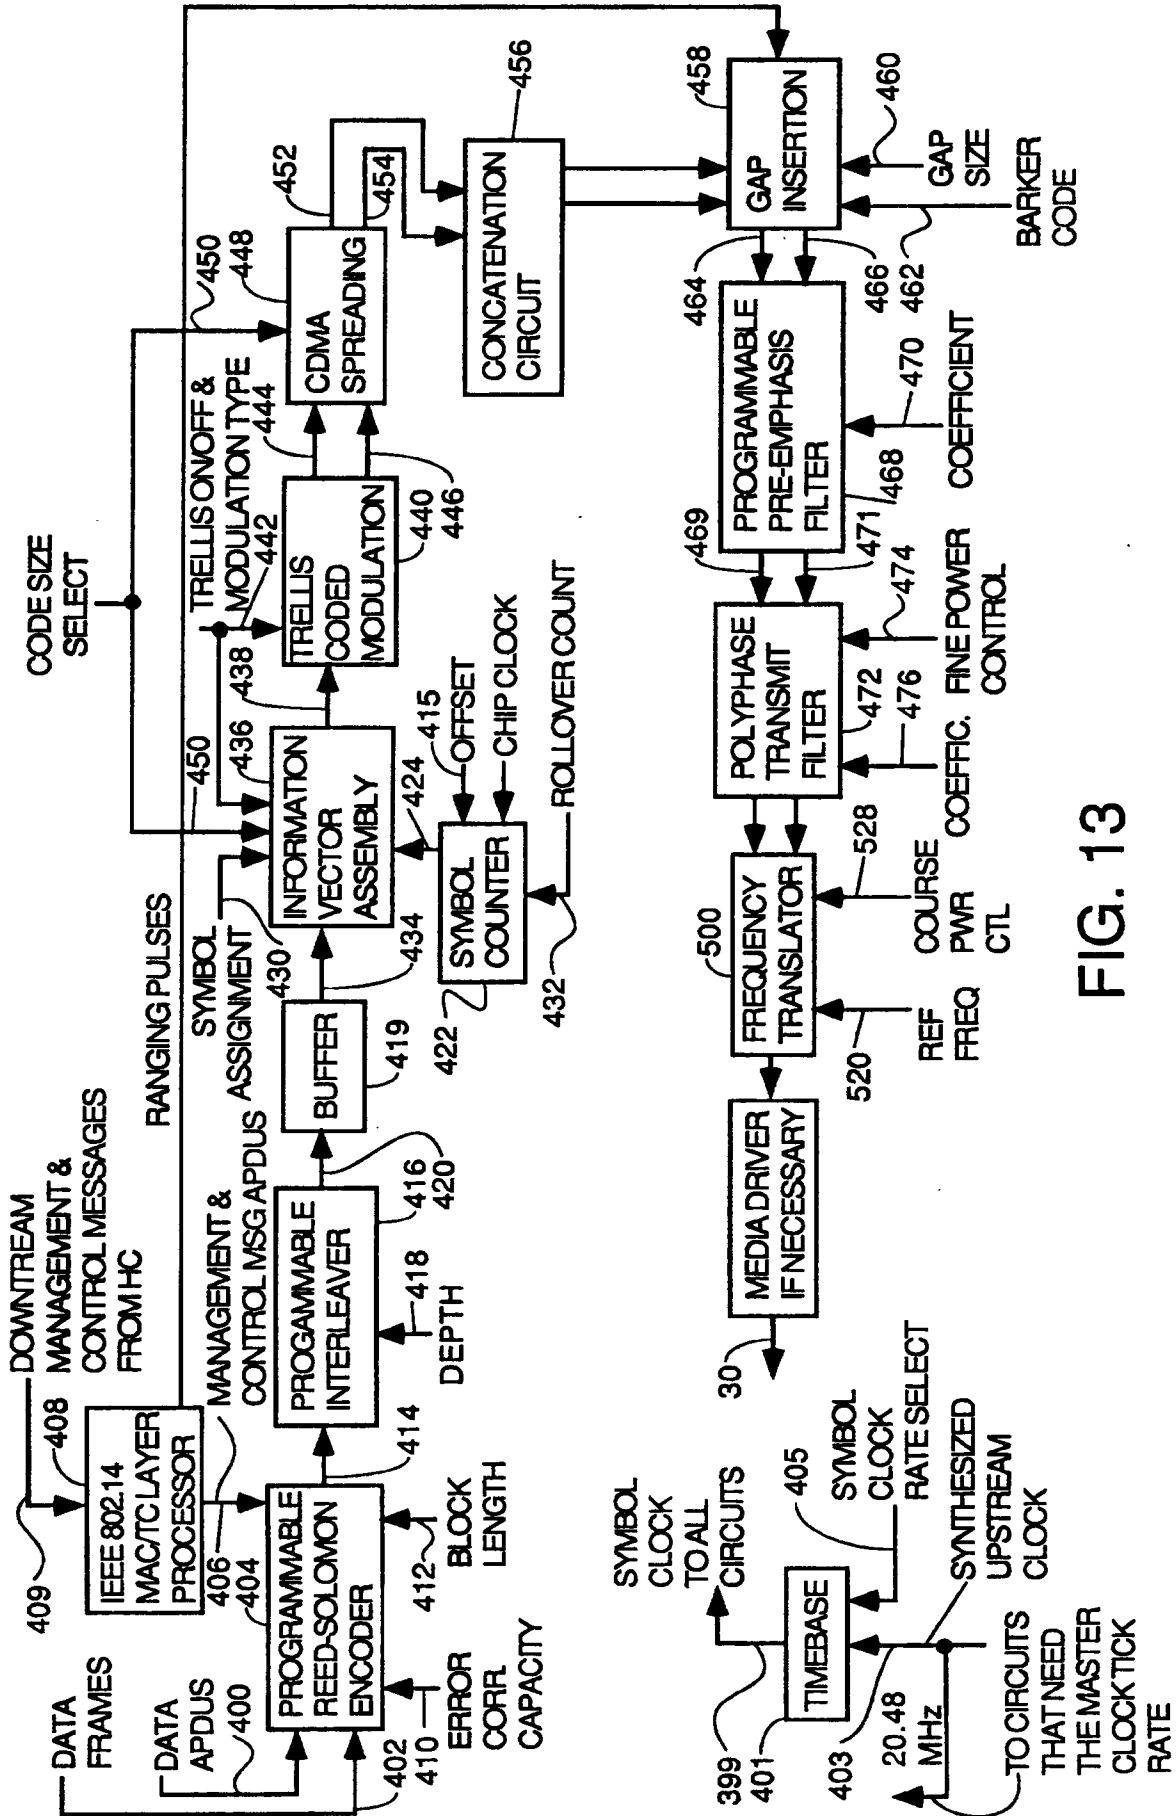 DATA
FRAMES
DATA
APDUS
400
402
409
DOWNTREAM
MANAGEMENT &
CONTROL MESSAGES
FROM HC
408
IEEE 802.14
MAC/TC LAYER
PROCESSOR
406
404
MANAGEMENT &
CONTROL MSG APDUS
PROGRAMMABLE
REED-SOLOMON
ENCODER
410
ERROR
CORR.
CAPACITY
412
BLOCK
LENGTH
414
PROGAMMABLE
INTERLEAVER
416
418
DEPTH
420
BUFFER
419
434
RANGING PULSES
SYMBOL
ASSIGNMENT
430
450
436
INFORMATION
VECTOR
ASSEMBLY
424
SYMBOL
COUNTER
422
415
OFFSET
CHIP CLOCK
432
ROLLOVER COUNT
438
CODE SIZE
SELECT
TRELLIS ON/OFF &
MODULATION TYPE
442
TRELLIS
CODED
MODULATION
440
444
446
450
448
CDMA
SPREADING
452
454
456
CONCATENATION
CIRCUIT
458
GAP
INSERTION
460
GAP
SIZE
462
BARKER
CODE
464
466
PROGRAMMABLE
PRE-EMPHASIS
FILTER
468
470
COEFFICIENT
469
471
POLYPHASE
TRANSMIT
FILTER
472
474
FINE POWER
CONTROL
476
COEFFIC.
500
FREQUENCY
TRANSLATOR
528
COURSE
PWR
CTL
520
REF
FREQ
MEDIA DRIVER
IF NECESSARY
30
SYMBOL
CLOCK
TO ALL
CIRCUITS
399
401
TIMEBASE
405
SYMBOL
CLOCK
RATE SELECT
403
20.48
MHz
SYNTHESIZED
UPSTREAM
CLOCK
TO CIRCUITS
THAT NEED
THE MASTER
CLOCK TICK
RATE
FIG. 13